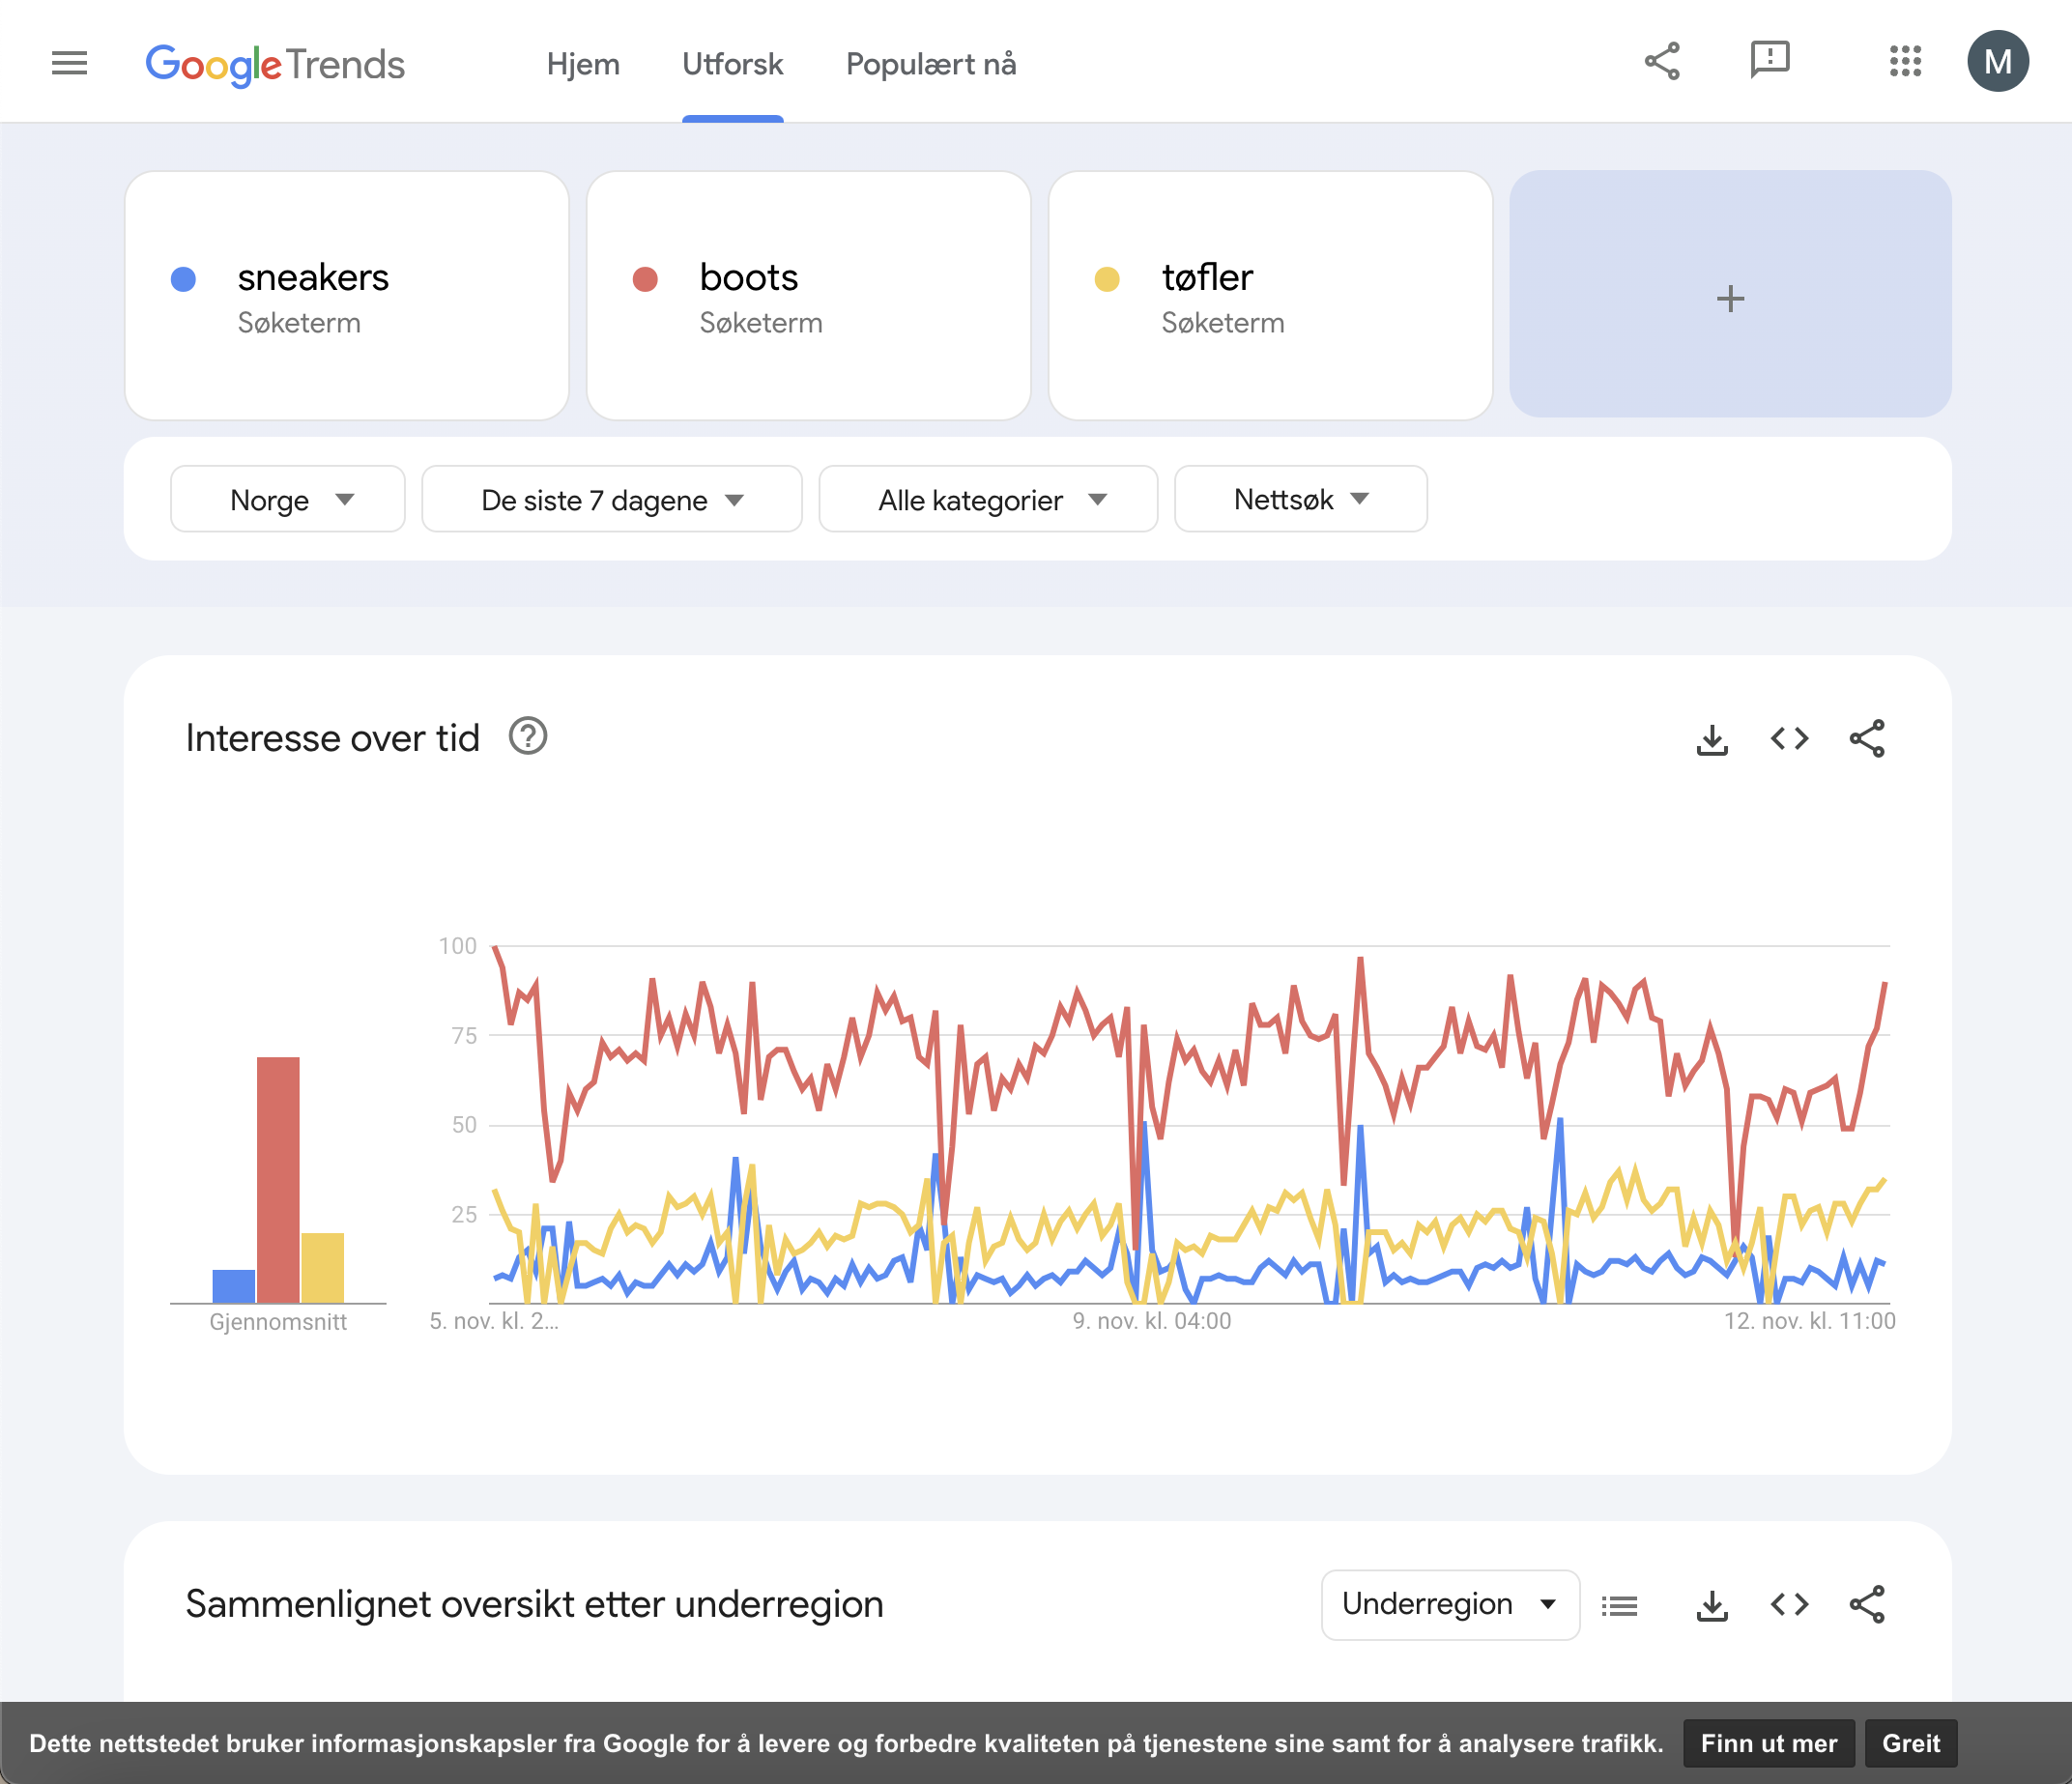 Google Trends
Hjem Utforsk Populært nå
M
sneakers
Søketerm
boots
Søketerm
tøfler
Søketerm
+
Norge De siste 7 dagene Alle kategorier Nettsøk
Interesse over tid ?
100
75
50
25
Gjennomsnitt
5. nov. kl. 2… 9. nov. kl. 04:00 12. nov. kl. 11:00
Sammenlignet oversikt etter underregion Underregion
Dette nettstedet bruker informasjonskapsler fra Google for å levere og forbedre kvaliteten på tjenestene sine samt for å analysere trafikk. Finn ut mer Greit